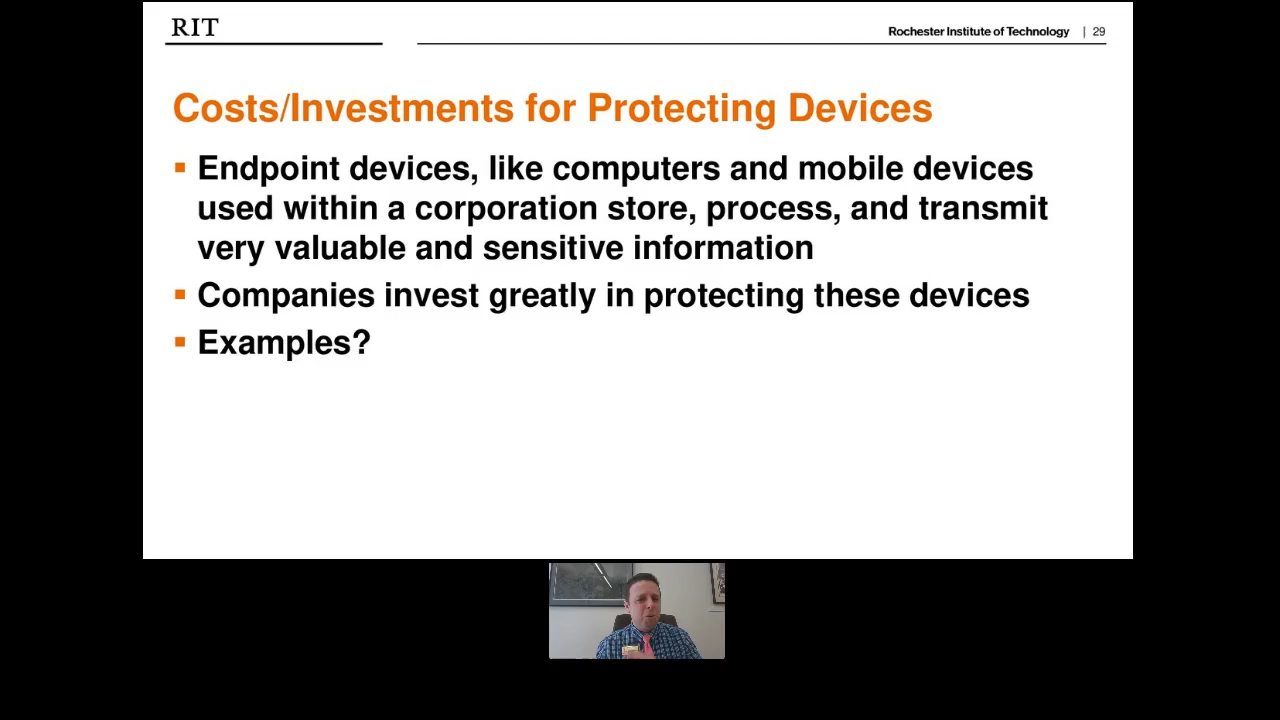 RIT
Rochester Institute of Technology | 29
Costs/Investments for Protecting Devices
▪ Endpoint devices, like computers and mobile devices
used within a corporation store, process, and transmit
very valuable and sensitive information
▪ Companies invest greatly in protecting these devices
▪ Examples?